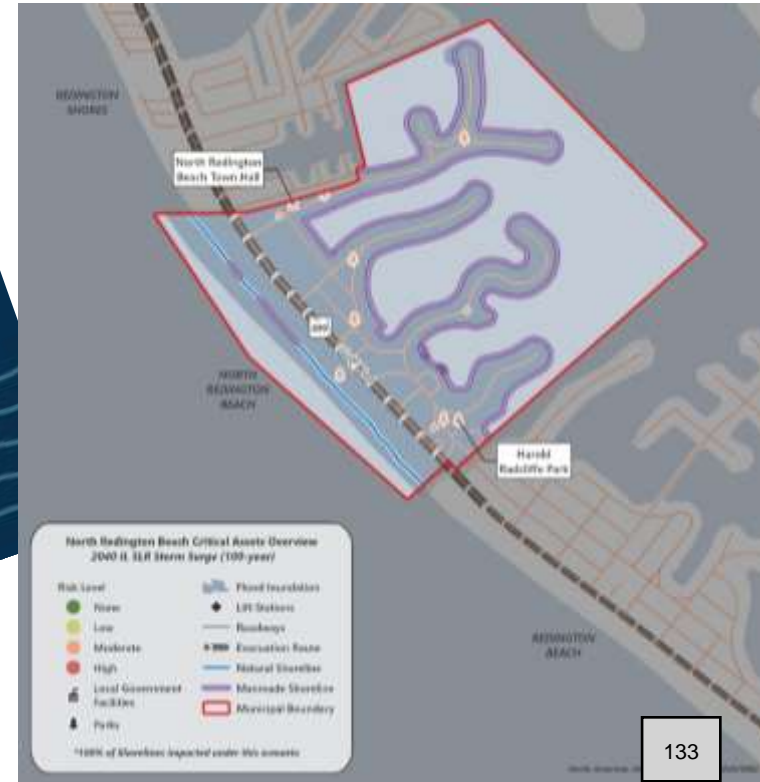 REDINGTON
SHORES
North Redington
Beach Town Hall
699
NORTH
REDINGTON
BEACH
Harold
Radcliffe Park
REDINGTON
BEACH
North Redington Beach Critical Assets Overview
2040 IL SLR Storm Surge (100-year)
Risk Level
None
Low
Moderate
High
Local Government
Facilities
Parks
Flood Inundation
Lift Stations
Roadways
Evacuation Route
Natural Shoreline
Manmade Shoreline
Municipal Boundary
*100% of Shorelines impacted under this scenario
133